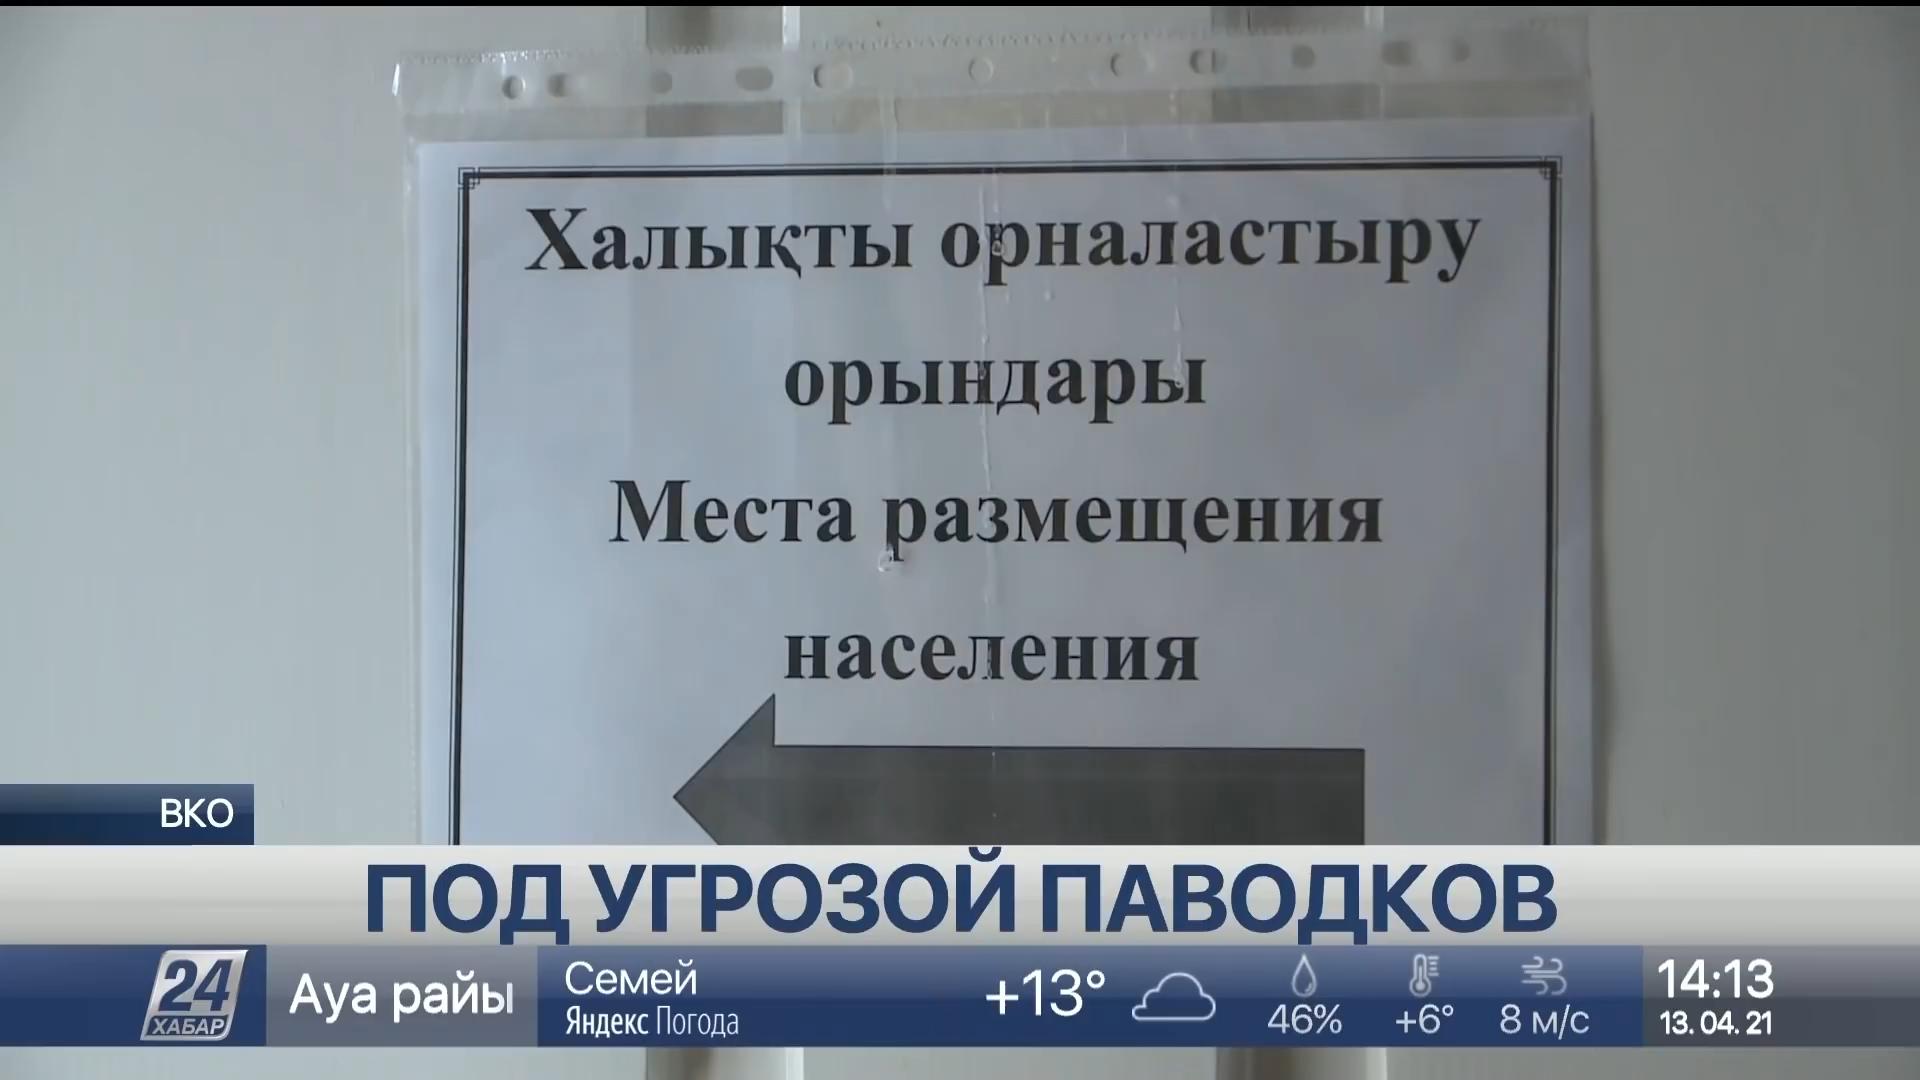 Халықты орналастыру
орындары
Места размещения
населения
ВКО
ПОД УГРОЗОЙ ПАВОДКОВ
24
ХАБАР
Ауа райы
Семей
Яндекс Погода
+13°
46%
+6°
8 м/с
14:13
13. 04. 21